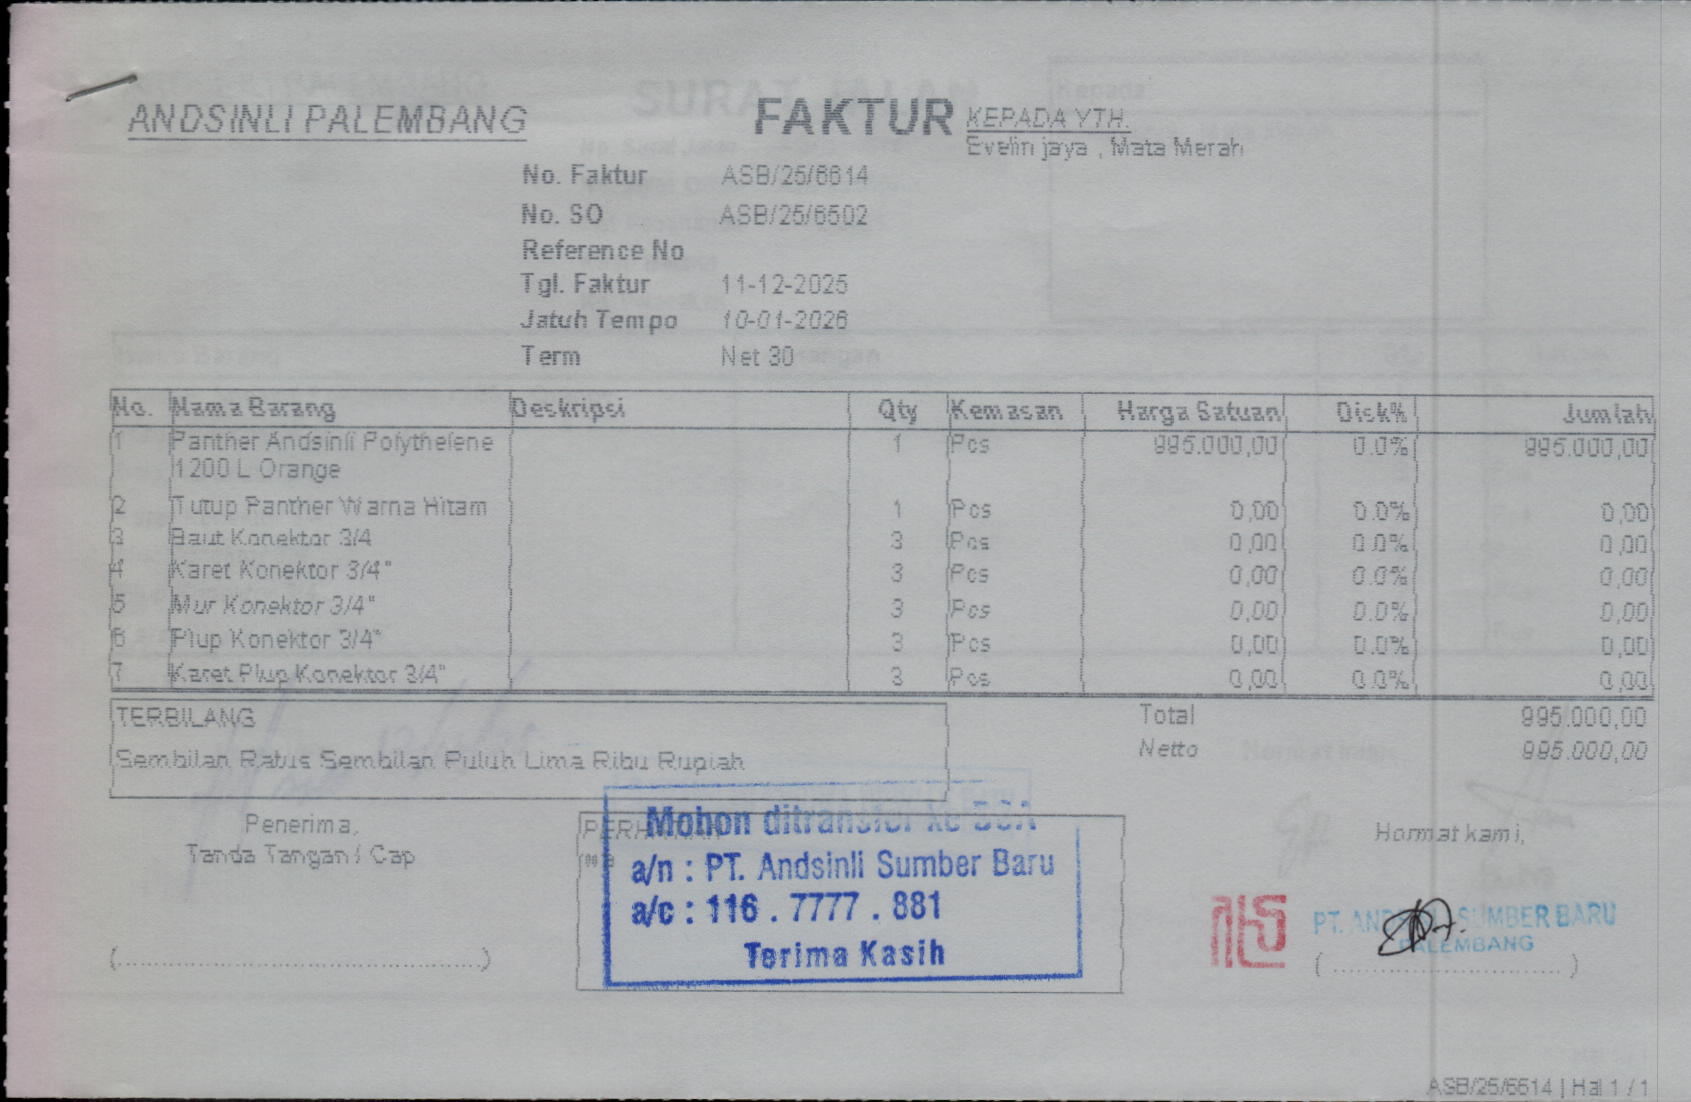 ANDSINLI PALEMBANG
FAKTUR
KEPADA YTH.
Evelin jaya , Mata Merah
No. Faktur ASB/25/6614
No. SO ASB/25/6502
Reference No
Tgl. Faktur 11-12-2025
Jatuh Tempo 10-01-2026
Term Net 30
No. Nama Barang Deskripsi Qty Kemasan Harga Satuan Disk% Jumlah
1 Panther Andsinli Polythelene 1 Pcs 995.000,00 0.0% 995.000,00
1200 L Orange
2 Tutup Panther Warna Hitam 1 Pcs 0,00 0.0% 0,00
3 Baut Konektor 3/4 3 Pcs 0,00 0.0% 0,00
4 Karet Konektor 3/4" 3 Pcs 0,00 0.0% 0,00
5 Mur Konektor 3/4" 3 Pcs 0,00 0.0% 0,00
6 Plup Konektor 3/4" 3 Pcs 0,00 0.0% 0,00
7 Karet Plup Konektor 3/4" 3 Pcs 0,00 0.0% 0,00
TERBILANG
Sembilan Ratus Sembilan Puluh Lima Ribu Rupiah
Total 995.000,00
Netto 995.000,00
Penerima,
Tanda Tangan / Cap
(..............................................)
Mohon ditransfer ke BCA
a/n : PT. Andsinli Sumber Baru
a/c : 116 . 7777 . 881
Terima Kasih
Hormat kami,
PT. ANDSINLI SUMBER BARU
PALEMBANG
(.............................)
ASB/25/6614 | Hal 1 / 1